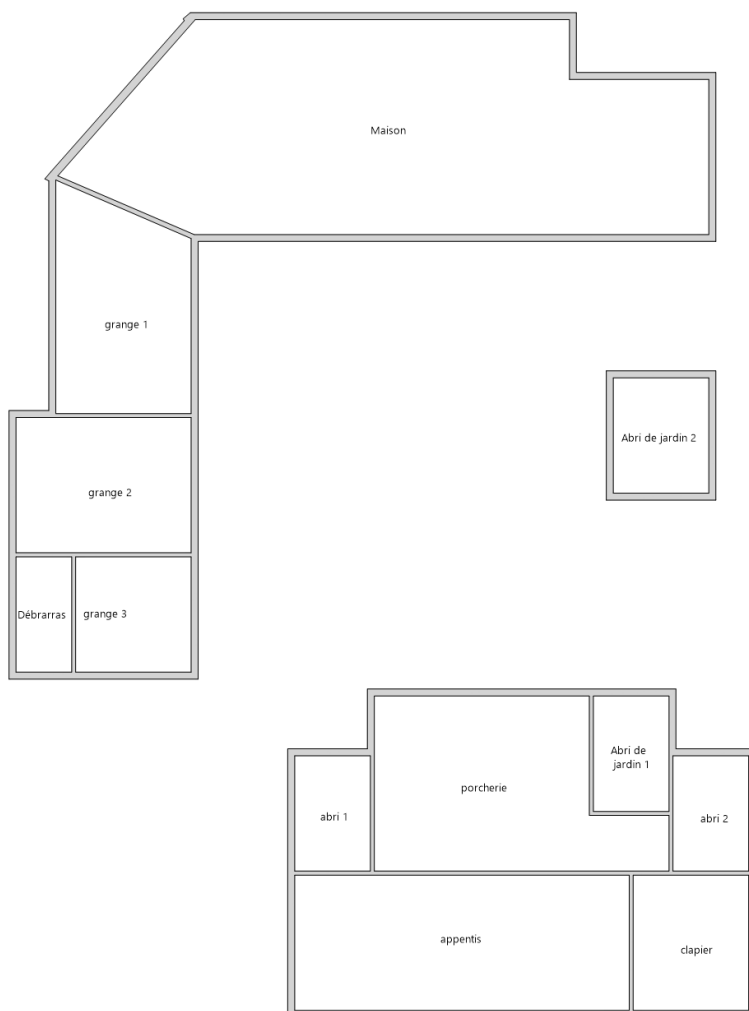 Maison
grange 1
Abri de jardin 2
grange 2
Débrarras
grange 3
Abri de
jardin 1
porcherie
abri 1
abri 2
appentis
clapier